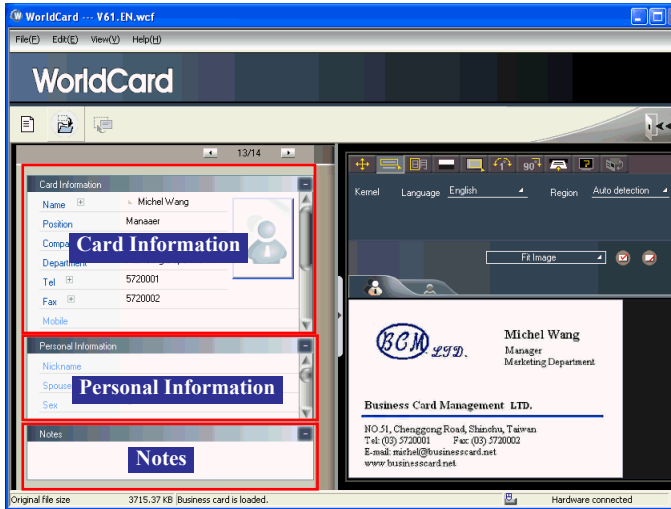 WorldCard --- V61.EN.wcf
File(F) Edit(E) View(V) Help(H)
WorldCard
13/14
Card Information
Name Michel Wang
Position Manaaer
Card Information
Department
Tel 5720001
Fax 5720002
Mobile
Personal Information
Nickname
Spouse
Personal Information
Sex
Notes
Notes
Kernel Language English Region Auto detection
Fit Image
BCM LTD.
Michel Wang
Manager
Marketing Department
Business Card Management LTD.
NO.51, Chenggong Road, Shinchu, Taiwan
Tel: (03) 5720001 Fax: (03) 5720002
E-mail: michel@businesscard.net
www.businesscard.net
Original file size 3715.37 KB Business card is loaded. Hardware connected